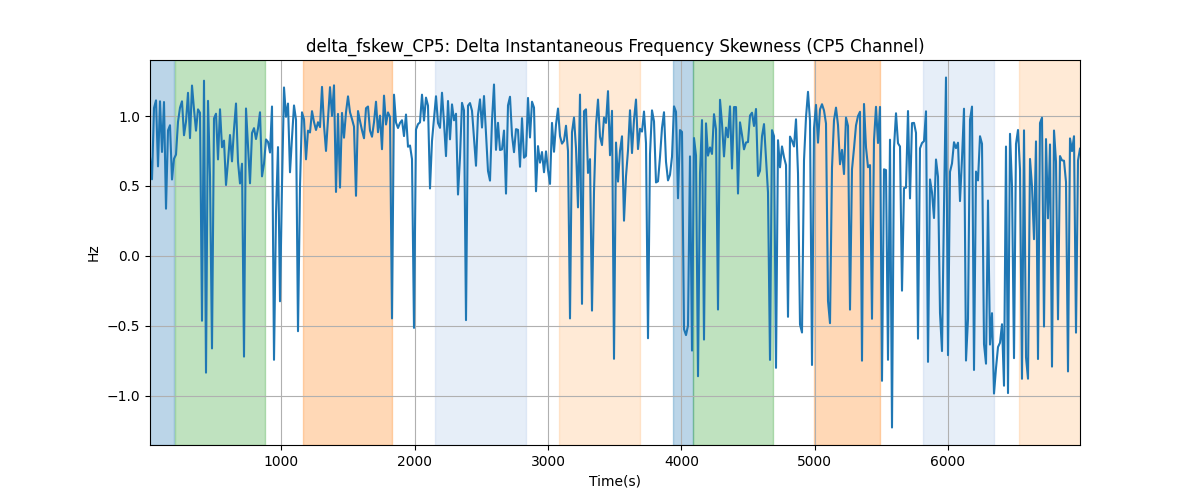 delta_fskew_CP5: Delta Instantaneous Frequency Skewness (CP5 Channel)
1.0
0.5
0.0
−0.5
−1.0
Hz
1000 2000 3000 4000 5000 6000
Time(s)